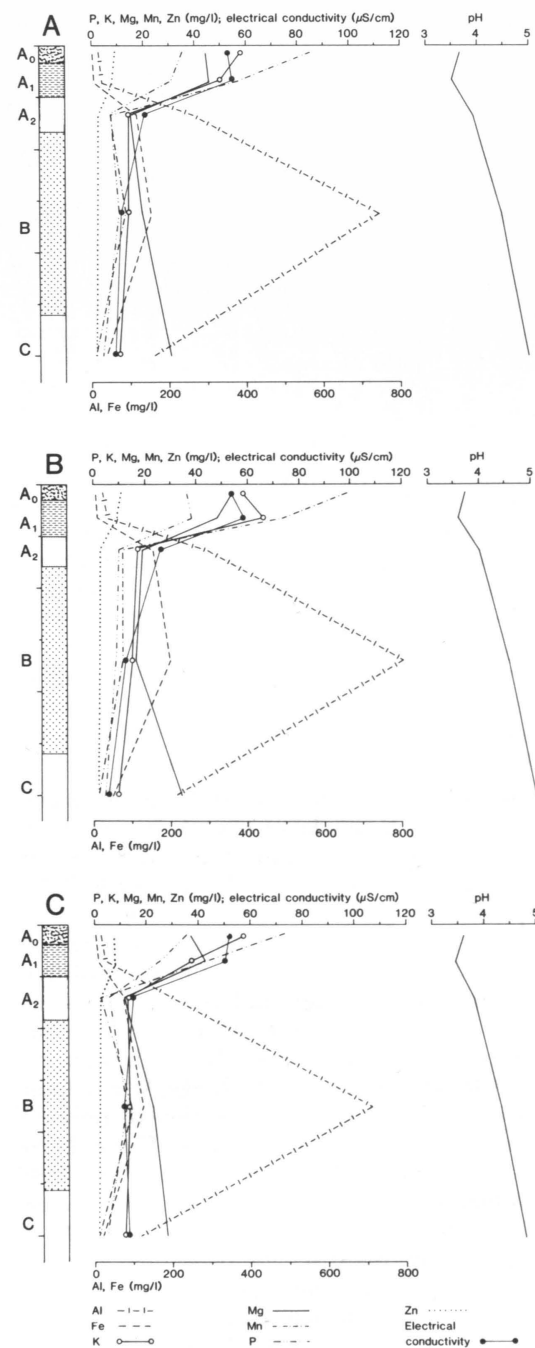 A
P, K, Mg, Mn, Zn (mg/l); electrical conductivity (µS/cm)
pH
0 20 40 60 80 100 120
3 4 5
A0
A1
A2
B
C
0 200 400 600 800
Al, Fe (mg/l)
B
P, K, Mg, Mn, Zn (mg/l); electrical conductivity (µS/cm)
pH
0 20 40 60 80 100 120
3 4 5
A0
A1
A2
B
C
0 200 400 600 800
Al, Fe (mg/l)
C
P, K, Mg, Mn, Zn (mg/l); electrical conductivity (µS/cm)
pH
0 20 40 60 80 100 120
3 4 5
A0
A1
A2
B
C
0 200 400 600 800
Al, Fe (mg/l)
Al Mg Zn
Fe Mn Electrical
K P conductivity